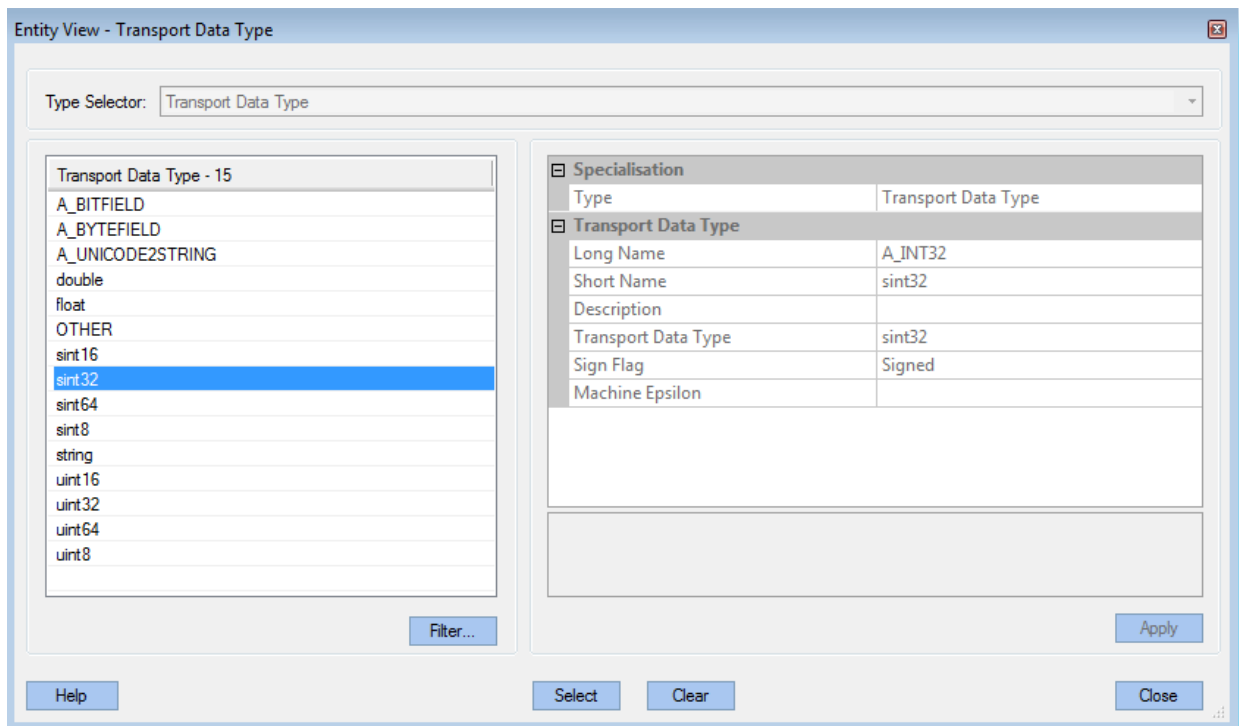 Entity View - Transport Data Type
Type Selector: Transport Data Type
Transport Data Type - 15
A_BITFIELD
A_BYTEFIELD
A_UNICODE2STRING
double
float
OTHER
sint16
sint32
sint64
sint8
string
uint16
uint32
uint64
uint8
Filter...
Specialisation
Type Transport Data Type
Transport Data Type
Long Name A_INT32
Short Name sint32
Description
Transport Data Type sint32
Sign Flag Signed
Machine Epsilon
Apply
Help Select Clear Close